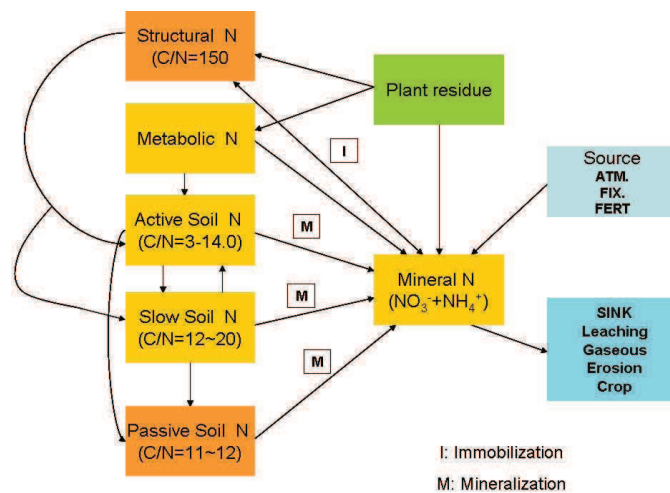 Structural N
(C/N=150
Plant residue
Metabolic N
I
Source
ATM.
FIX.
FERT
Active Soil N
(C/N=3-14.0)
M
Mineral N
(NO₃⁻+NH₄⁺)
M
Slow Soil N
(C/N=12~20)
SINK
Leaching
Gaseous
Erosion
Crop
M
Passive Soil N
(C/N=11~12)
I: Immobilization
M: Mineralization